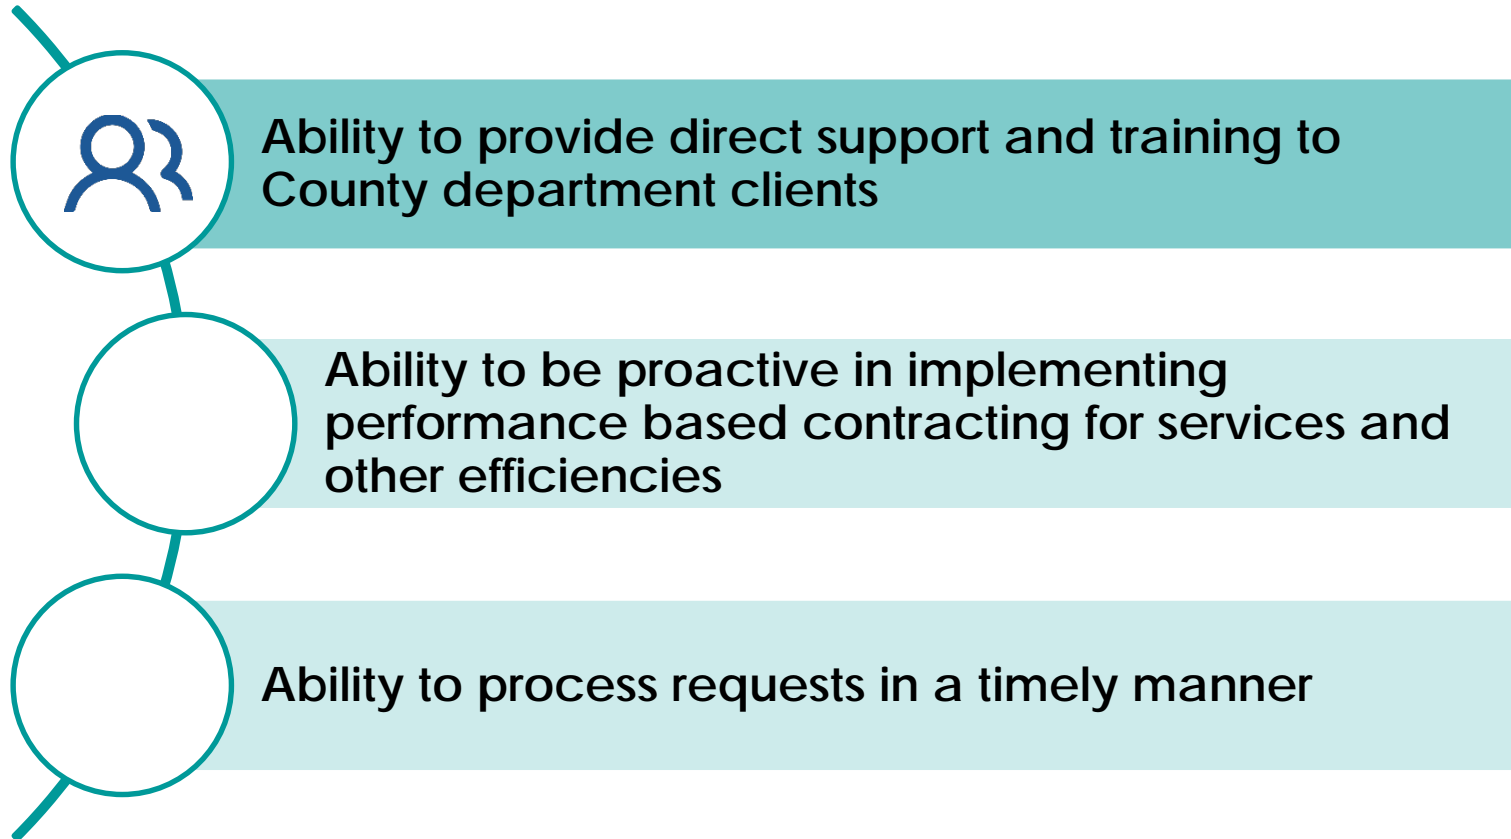 Ability to provide direct support and training to
County department clients
Ability to be proactive in implementing
performance based contracting for services and
other efficiencies
Ability to process requests in a timely manner